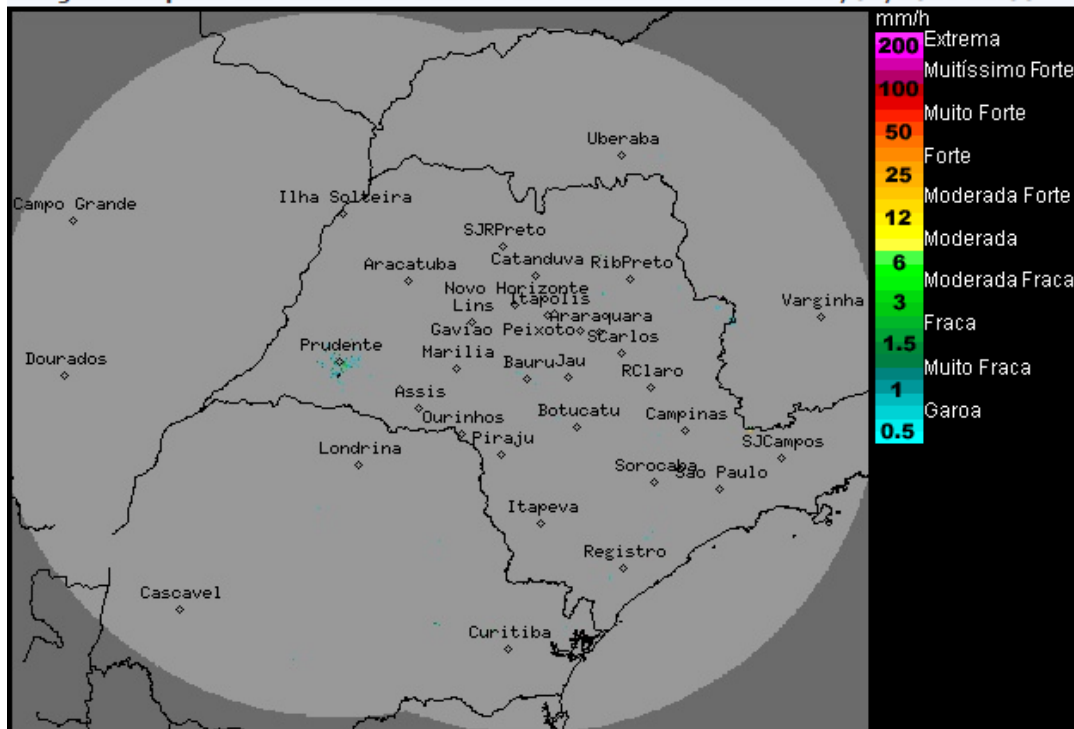 mm/h
200 Extrema
Muitíssimo Forte
100
Muito Forte
50
Forte
25
Moderada Forte
12
Moderada
6
Moderada Fraca
3
Fraca
1.5
Muito Fraca
1
Garoa
0.5
Uberaba
Ilha Solteira
Campo Grande
SJRPreto
Catanduva
RibPreto
Aracatuba
Novo Horizonte
Itapolis
Varginha
Lins
Araraquara
Gaviao Peixoto
SCarlos
Prudente
Marilia
Dourados
Bauru
Jau
RClaro
Assis
Botucatu
Campinas
Ourinhos
Piraju
SJCampos
Londrina
Sorocaba
Sao Paulo
Itapeva
Registro
Cascavel
Curitiba